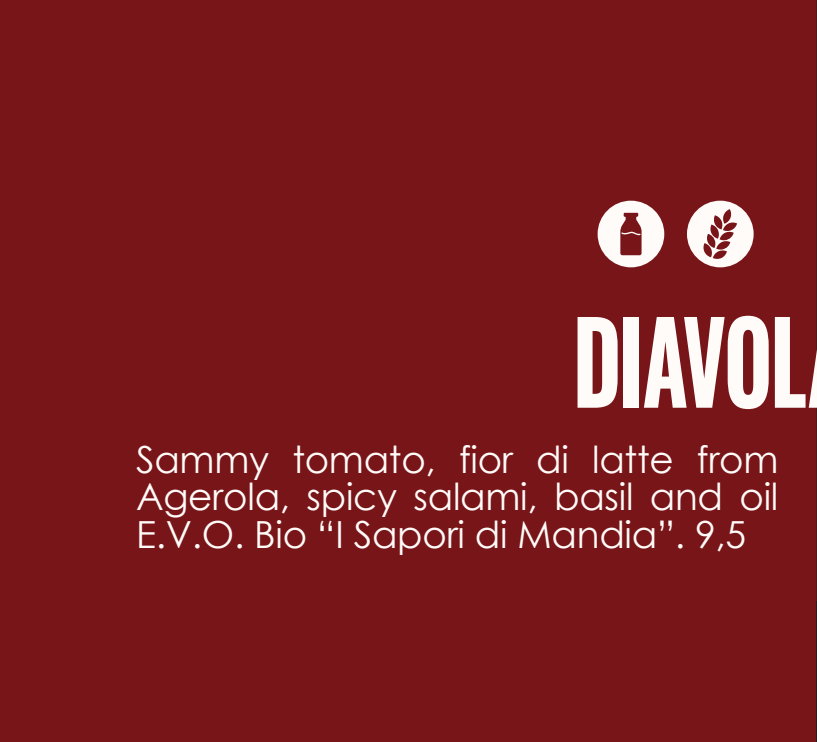 DIAVOLA
Sammy tomato, fior di latte from
Agerola, spicy salami, basil and oil
E.V.O. Bio “I Sapori di Mandia”. 9,5